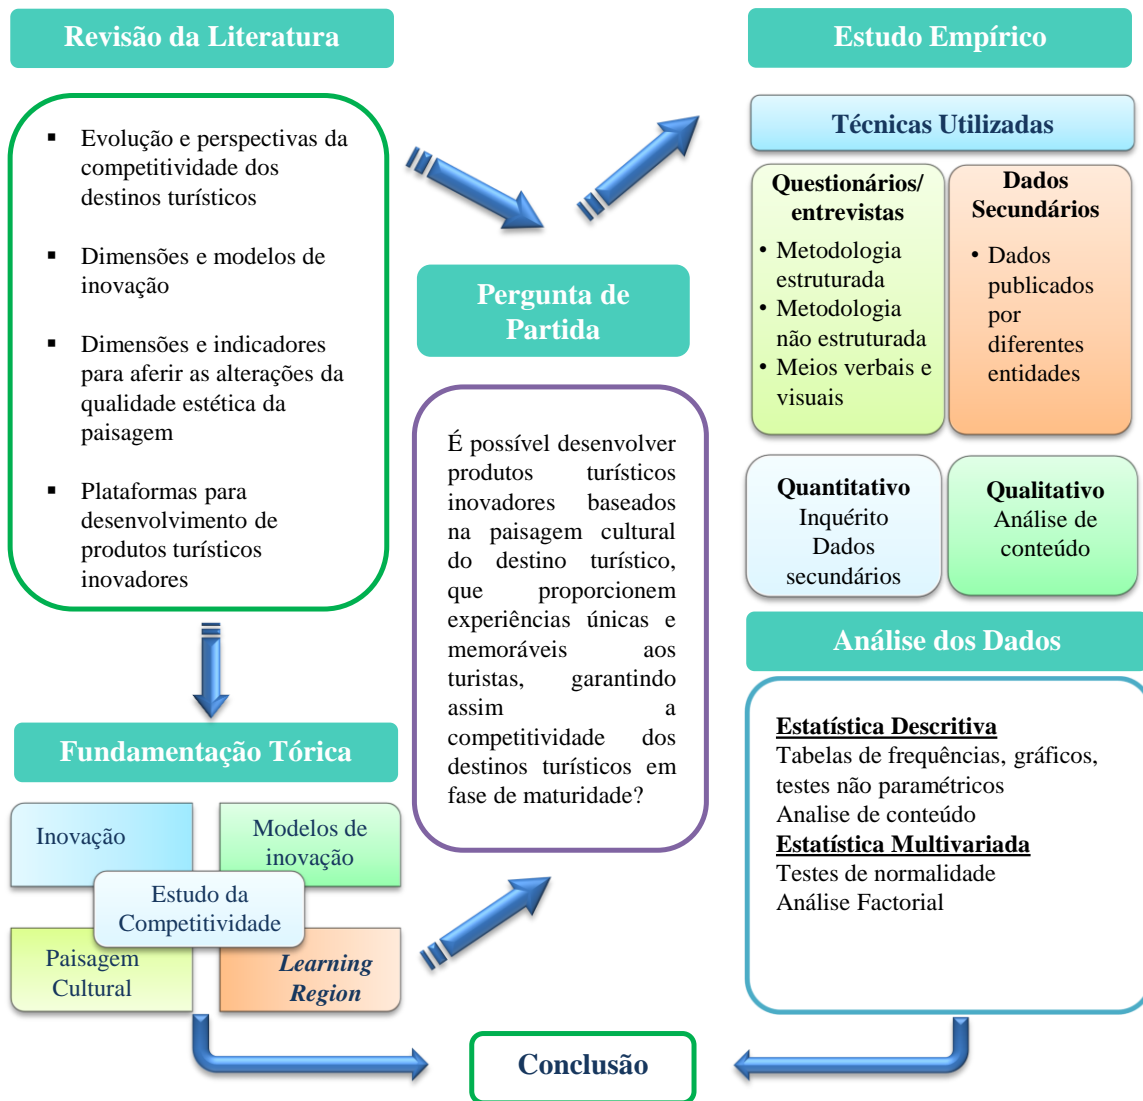 Revisão da Literatura
▪ Evolução e perspectivas da
competitividade dos
destinos turísticos
▪ Dimensões e modelos de
inovação
▪ Dimensões e indicadores
para aferir as alterações da
qualidade estética da
paisagem
▪ Plataformas para
desenvolvimento de
produtos turísticos
inovadores
Fundamentação Tórica
Inovação
Modelos de
inovação
Estudo da
Competitividade
Paisagem
Cultural
Learning
Region
Pergunta de
Partida
É possível desenvolver
produtos turísticos
inovadores baseados
na paisagem cultural
do destino turístico,
que proporcionem
experiências únicas e
memoráveis aos
turistas, garantindo
assim a
competitividade dos
destinos turísticos em
fase de maturidade?
Estudo Empírico
Técnicas Utilizadas
Questionários/
entrevistas
• Metodologia
estruturada
• Metodologia
não estruturada
• Meios verbais e
visuais
Dados
Secundários
• Dados
publicados
por
diferentes
entidades
Quantitativo
Inquérito
Dados
secundários
Qualitativo
Análise de
conteúdo
Análise dos Dados
Estatística Descritiva
Tabelas de frequências, gráficos,
testes não paramétricos
Analise de conteúdo
Estatística Multivariada
Testes de normalidade
Análise Factorial
Conclusão